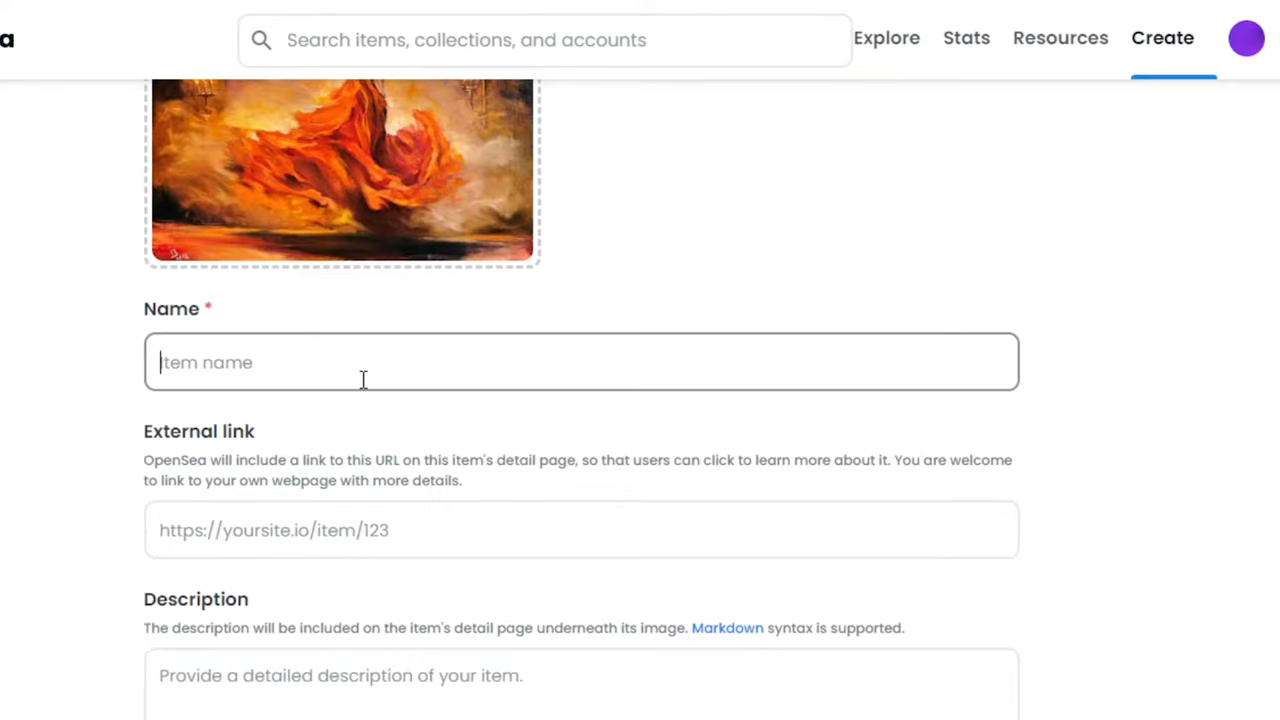 a
Search items, collections, and accounts
Explore
Stats
Resources
Create
Name *
Item name
External link
OpenSea will include a link to this URL on this item's detail page, so that users can click to learn more about it. You are welcome
to link to your own webpage with more details.
https://yoursite.io/item/123
Description
The description will be included on the item's detail page underneath its image. Markdown syntax is supported.
Provide a detailed description of your item.